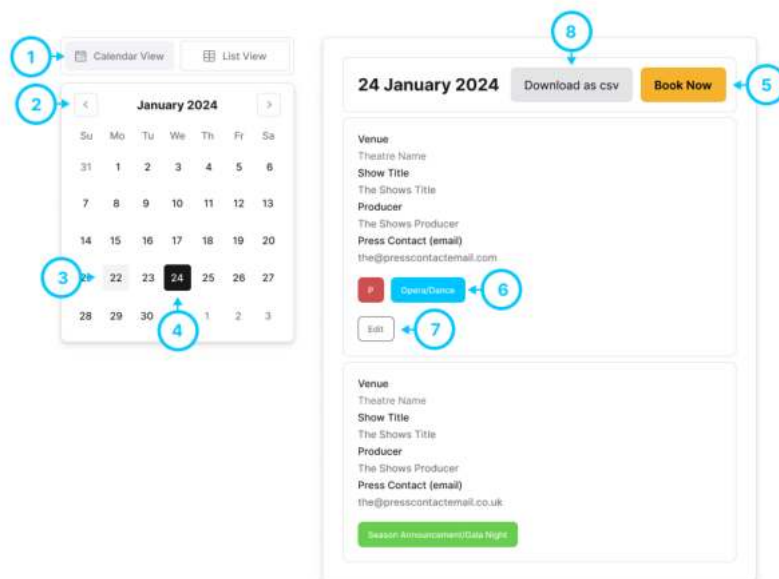 8
1
Calendar View
List View
2
January 2024
Su Mo Tu We Th Fr Sa
31 1 2 3 4 5 6
7 8 9 10 11 12 13
14 15 16 17 18 19 20
3
22 23 24 25 26 27
28 29 30 1 2 3
4
24 January 2024
Download as csv
Book Now
5
Venue
Theatre Name
Show Title
The Shows Title
Producer
The Shows Producer
Press Contact (email)
the@presscontactemail.com
P
Opera/Dance
6
Edit
7
Venue
Theatre Name
Show Title
The Shows Title
Producer
The Shows Producer
Press Contact (email)
the@presscontactemail.co.uk
Season Announcement/Gala Night